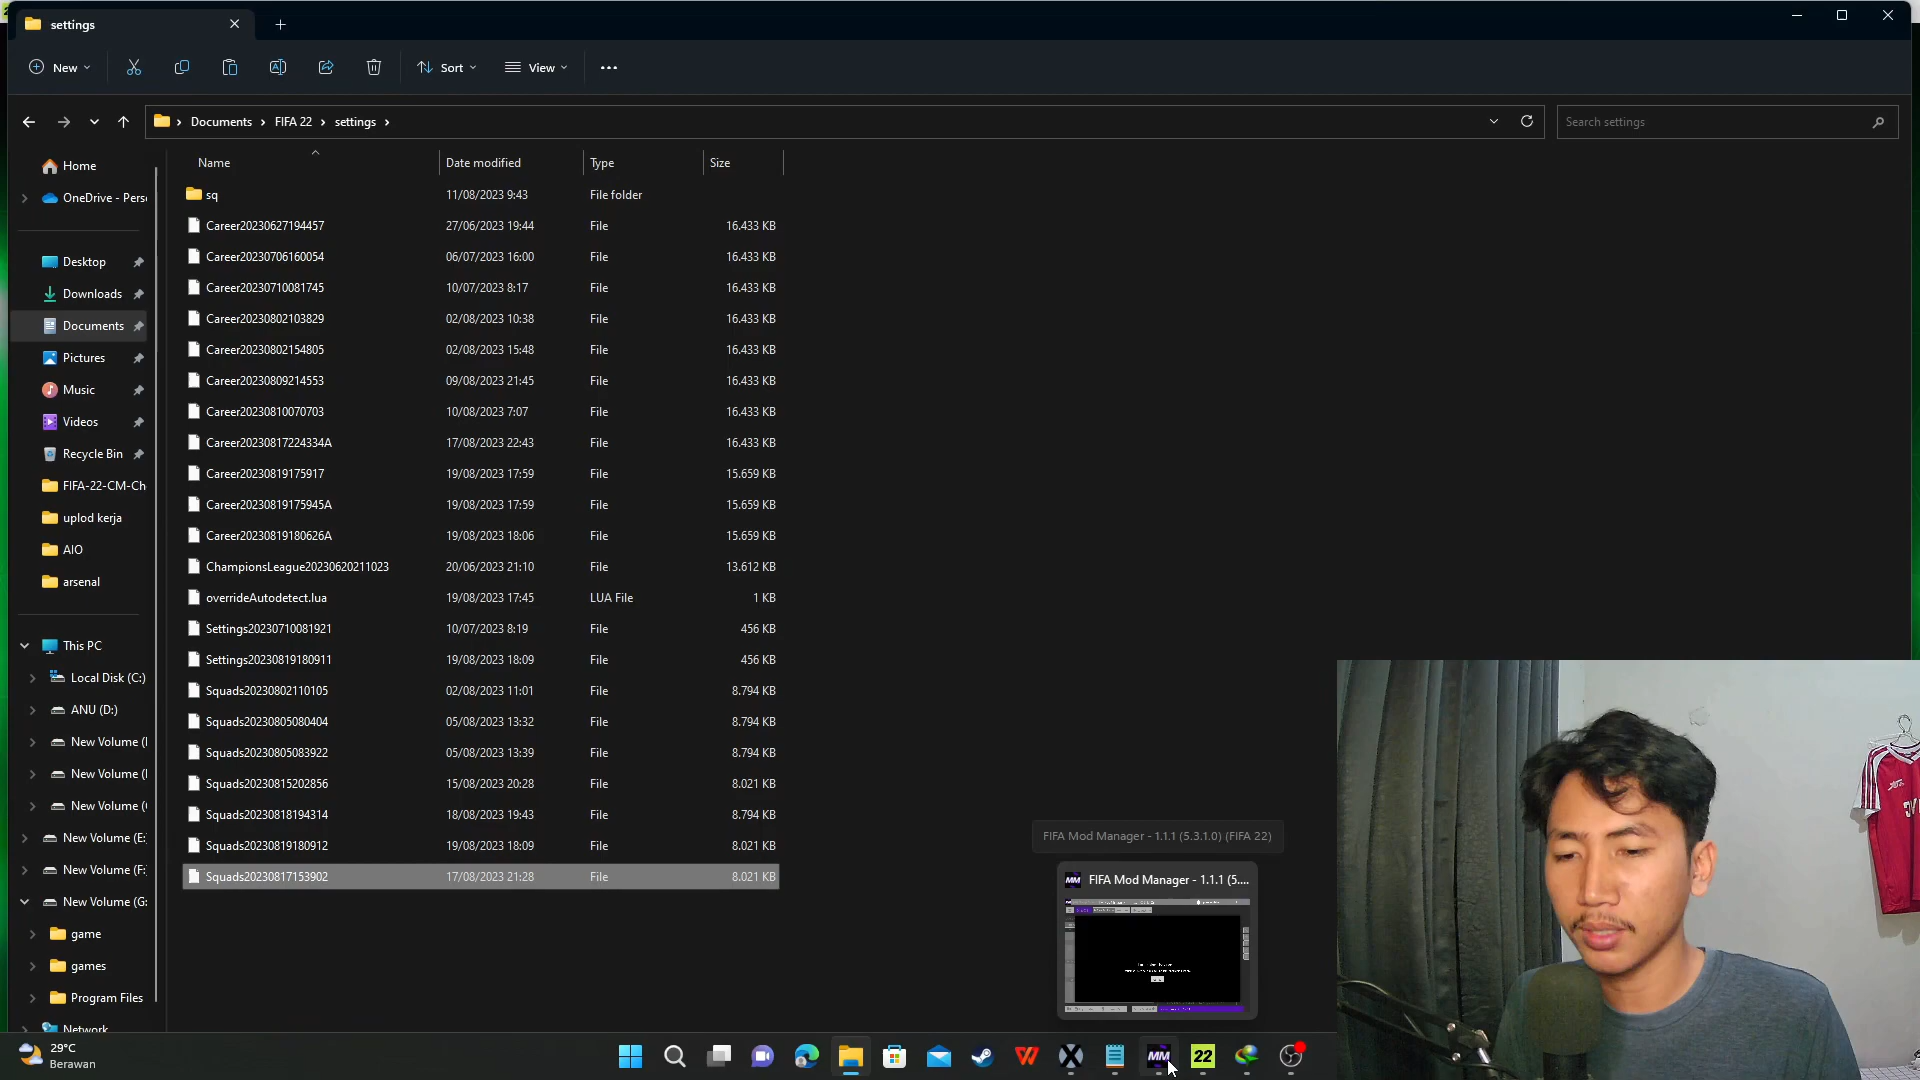 settings
New
Sort
View
Documents
FIFA 22
settings
Search settings
Name
Date modified
Type
Size
Home
OneDrive - Pers
Desktop
Downloads
Documents
Pictures
Music
Videos
Recycle Bin
FIFA-22-CM-Ch
uplod kerja
AIO
arsenal
This PC
Local Disk (C:)
ANU (D:)
New Volume (
New Volume (
New Volume (
New Volume (E:
New Volume (F:
New Volume (G:
game
games
Program Files
Network
sq 11/08/2023 9:43 File folder
Career20230627194457 27/06/2023 19:44 File 16.433 KB
Career20230706160054 06/07/2023 16:00 File 16.433 KB
Career20230710081745 10/07/2023 8:17 File 16.433 KB
Career20230802103829 02/08/2023 10:38 File 16.433 KB
Career20230802154805 02/08/2023 15:48 File 16.433 KB
Career20230809214553 09/08/2023 21:45 File 16.433 KB
Career20230810070703 10/08/2023 7:07 File 16.433 KB
Career20230817224334A 17/08/2023 22:43 File 16.433 KB
Career20230819175917 19/08/2023 17:59 File 15.659 KB
Career20230819175945A 19/08/2023 17:59 File 15.659 KB
Career20230819180626A 19/08/2023 18:06 File 15.659 KB
ChampionsLeague20230620211023 20/06/2023 21:10 File 13.612 KB
overrideAutodetect.lua 19/08/2023 17:45 LUA File 1 KB
Settings20230710081921 10/07/2023 8:19 File 456 KB
Settings20230819180911 19/08/2023 18:09 File 456 KB
Squads20230802110105 02/08/2023 11:01 File 8.794 KB
Squads20230805080404 05/08/2023 13:32 File 8.794 KB
Squads20230805083922 05/08/2023 13:39 File 8.794 KB
Squads20230815202856 15/08/2023 20:28 File 8.021 KB
Squads20230818194314 18/08/2023 19:43 File 8.794 KB
Squads20230819180912 19/08/2023 18:09 File 8.021 KB
Squads20230817153902 17/08/2023 21:28 File 8.021 KB
FIFA Mod Manager - 1.1.1 (5.3.1.0) (FIFA 22)
MM FIFA Mod Manager - 1.1.1 (5....
29°C
Berawan
MM
22